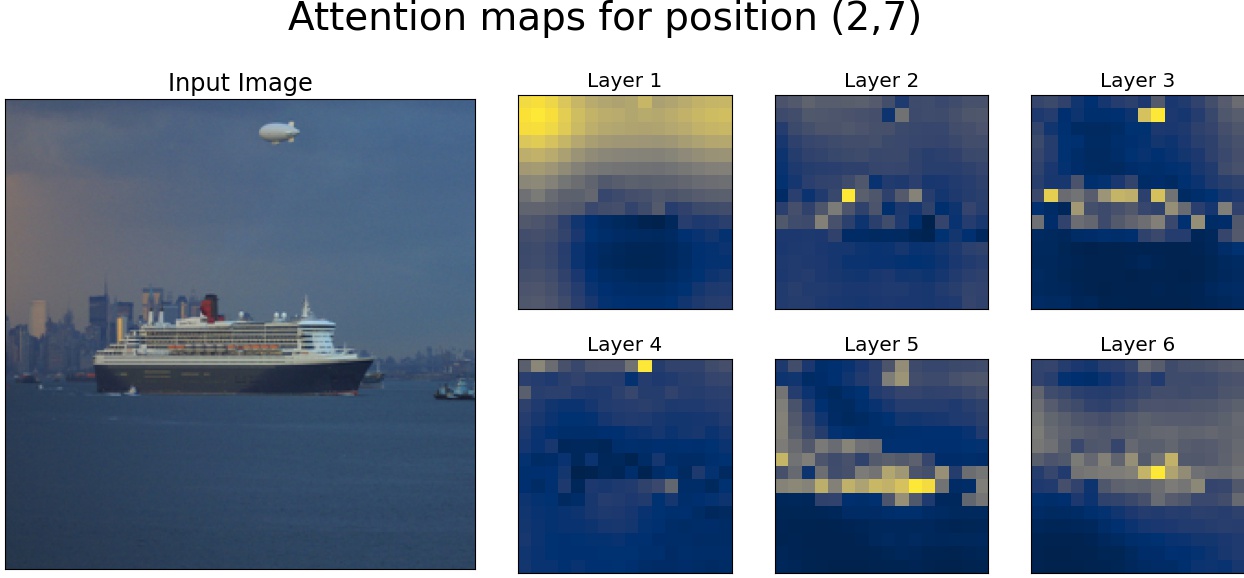 Attention maps for position (2,7)
Input Image
Layer 1
Layer 2
Layer 3
Layer 4
Layer 5
Layer 6